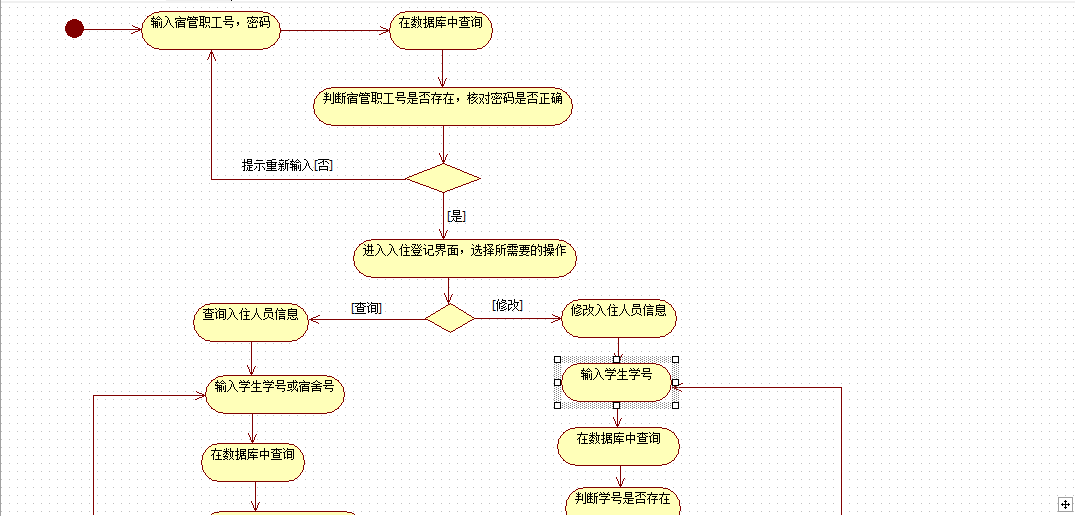 输入宿管职工号，密码
在数据库中查询
判断宿管职工号是否存在，核对密码是否正确
提示重新输入[否]
[是]
进入入住登记界面，选择所需要的操作
[查询]
[修改]
查询入住人员信息
修改入住人员信息
输入学生学号或宿舍号
输入学生学号
在数据库中查询
在数据库中查询
判断学号是否存在